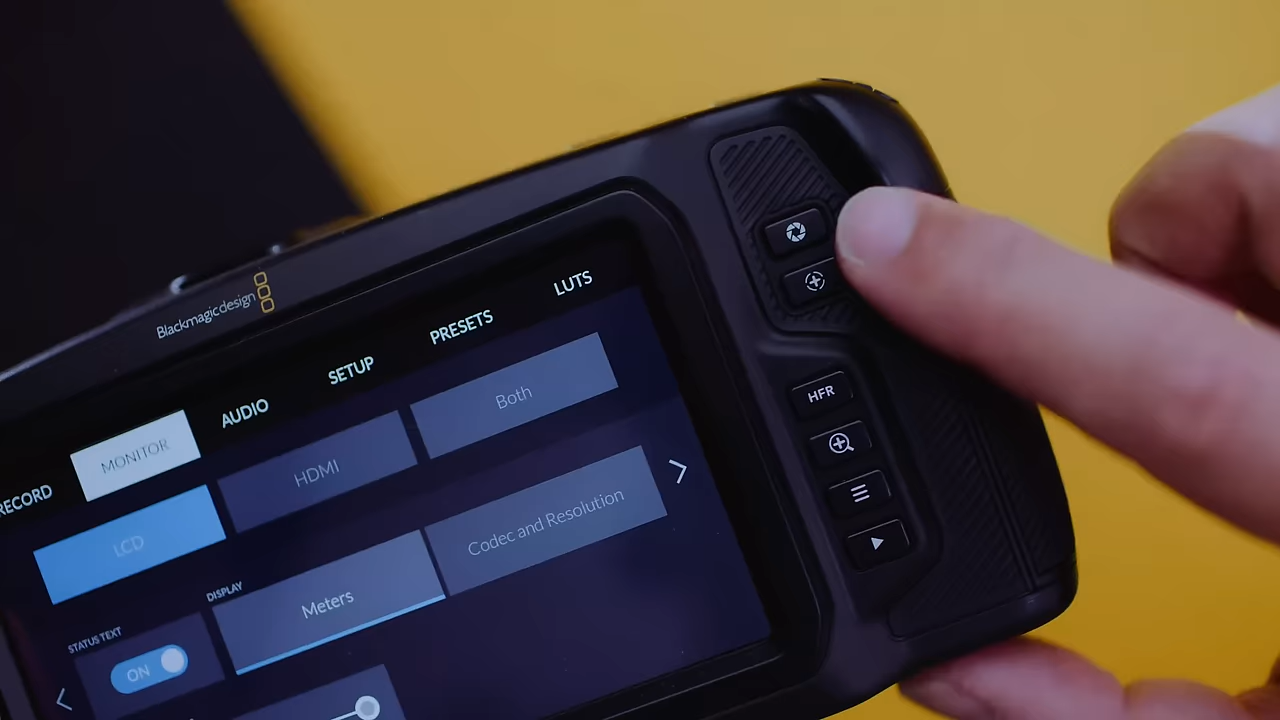 Blackmagicdesign
RECORD MONITOR AUDIO SETUP PRESETS LUTS
LCD HDMI Both
STATUS TEXT DISPLAY
ON Meters Codec and Resolution
HFR